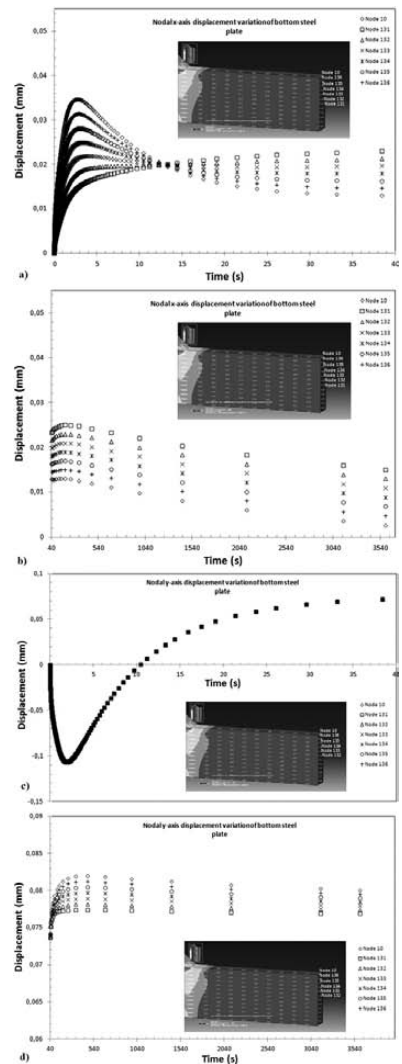 Nodal x-axis displacement variation of bottom steel
plate
0,05
0,04
0,03
0,02
0,01
0
Displacement (mm)
0 5 10 15 20 25 30 35 40
Time (s)
Node 10
Node 131
Node 132
Node 133
Node 134
Node 135
Node 136
a)
Nodal x-axis displacement variation of bottom steel
plate
0,05
0,04
0,03
0,02
0,01
0
Displacement (mm)
40 540 1040 1540 2040 2540 3040 3540
Time (s)
Node 10
Node 131
Node 132
Node 133
Node 134
Node 135
Node 136
b)
Nodal y-axis displacement variation of bottom steel
plate
0,1
0,05
0
-0,05
-0,1
-0,15
Displacement (mm)
5 10 15 20 25 30 35 40
Time (s)
Node 10
Node 131
Node 132
Node 133
Node 134
Node 135
Node 136
c)
Nodal y-axis displacement variation of bottom steel
plate
0,09
0,085
0,08
0,075
0,07
0,065
0,06
Displacement (mm)
40 540 1040 1540 2040 2540 3040 3540
Time (s)
Node 10
Node 131
Node 132
Node 133
Node 134
Node 135
Node 136
d)